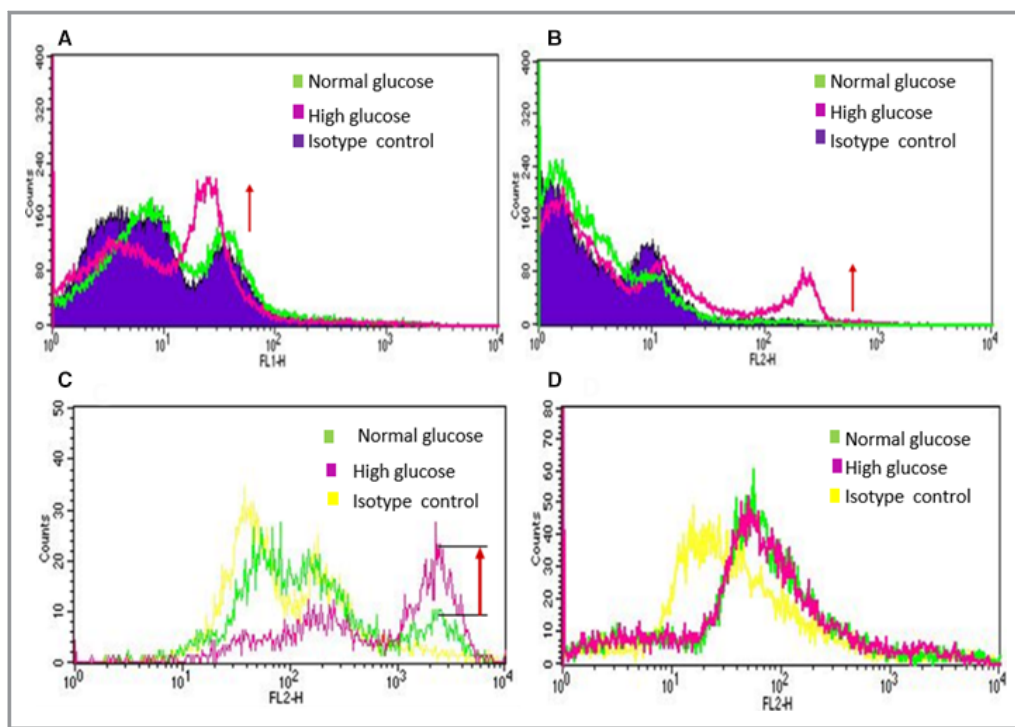 A
Counts
400
320
240
160
80
0
Normal glucose
High glucose
Isotype control
10^0 10^1 10^2 10^3 10^4
FL1-H
B
Counts
400
320
240
160
80
0
Normal glucose
High glucose
Isotype control
10^0 10^1 10^2 10^3 10^4
FL2-H
C
Counts
50
40
30
20
10
0
Normal glucose
High glucose
Isotype control
10^0 10^1 10^2 10^3 10^4
FL2-H
D
Counts
80
70
60
50
40
30
20
10
0
Normal glucose
High glucose
Isotype control
10^0 10^1 10^2 10^3 10^4
FL2-H